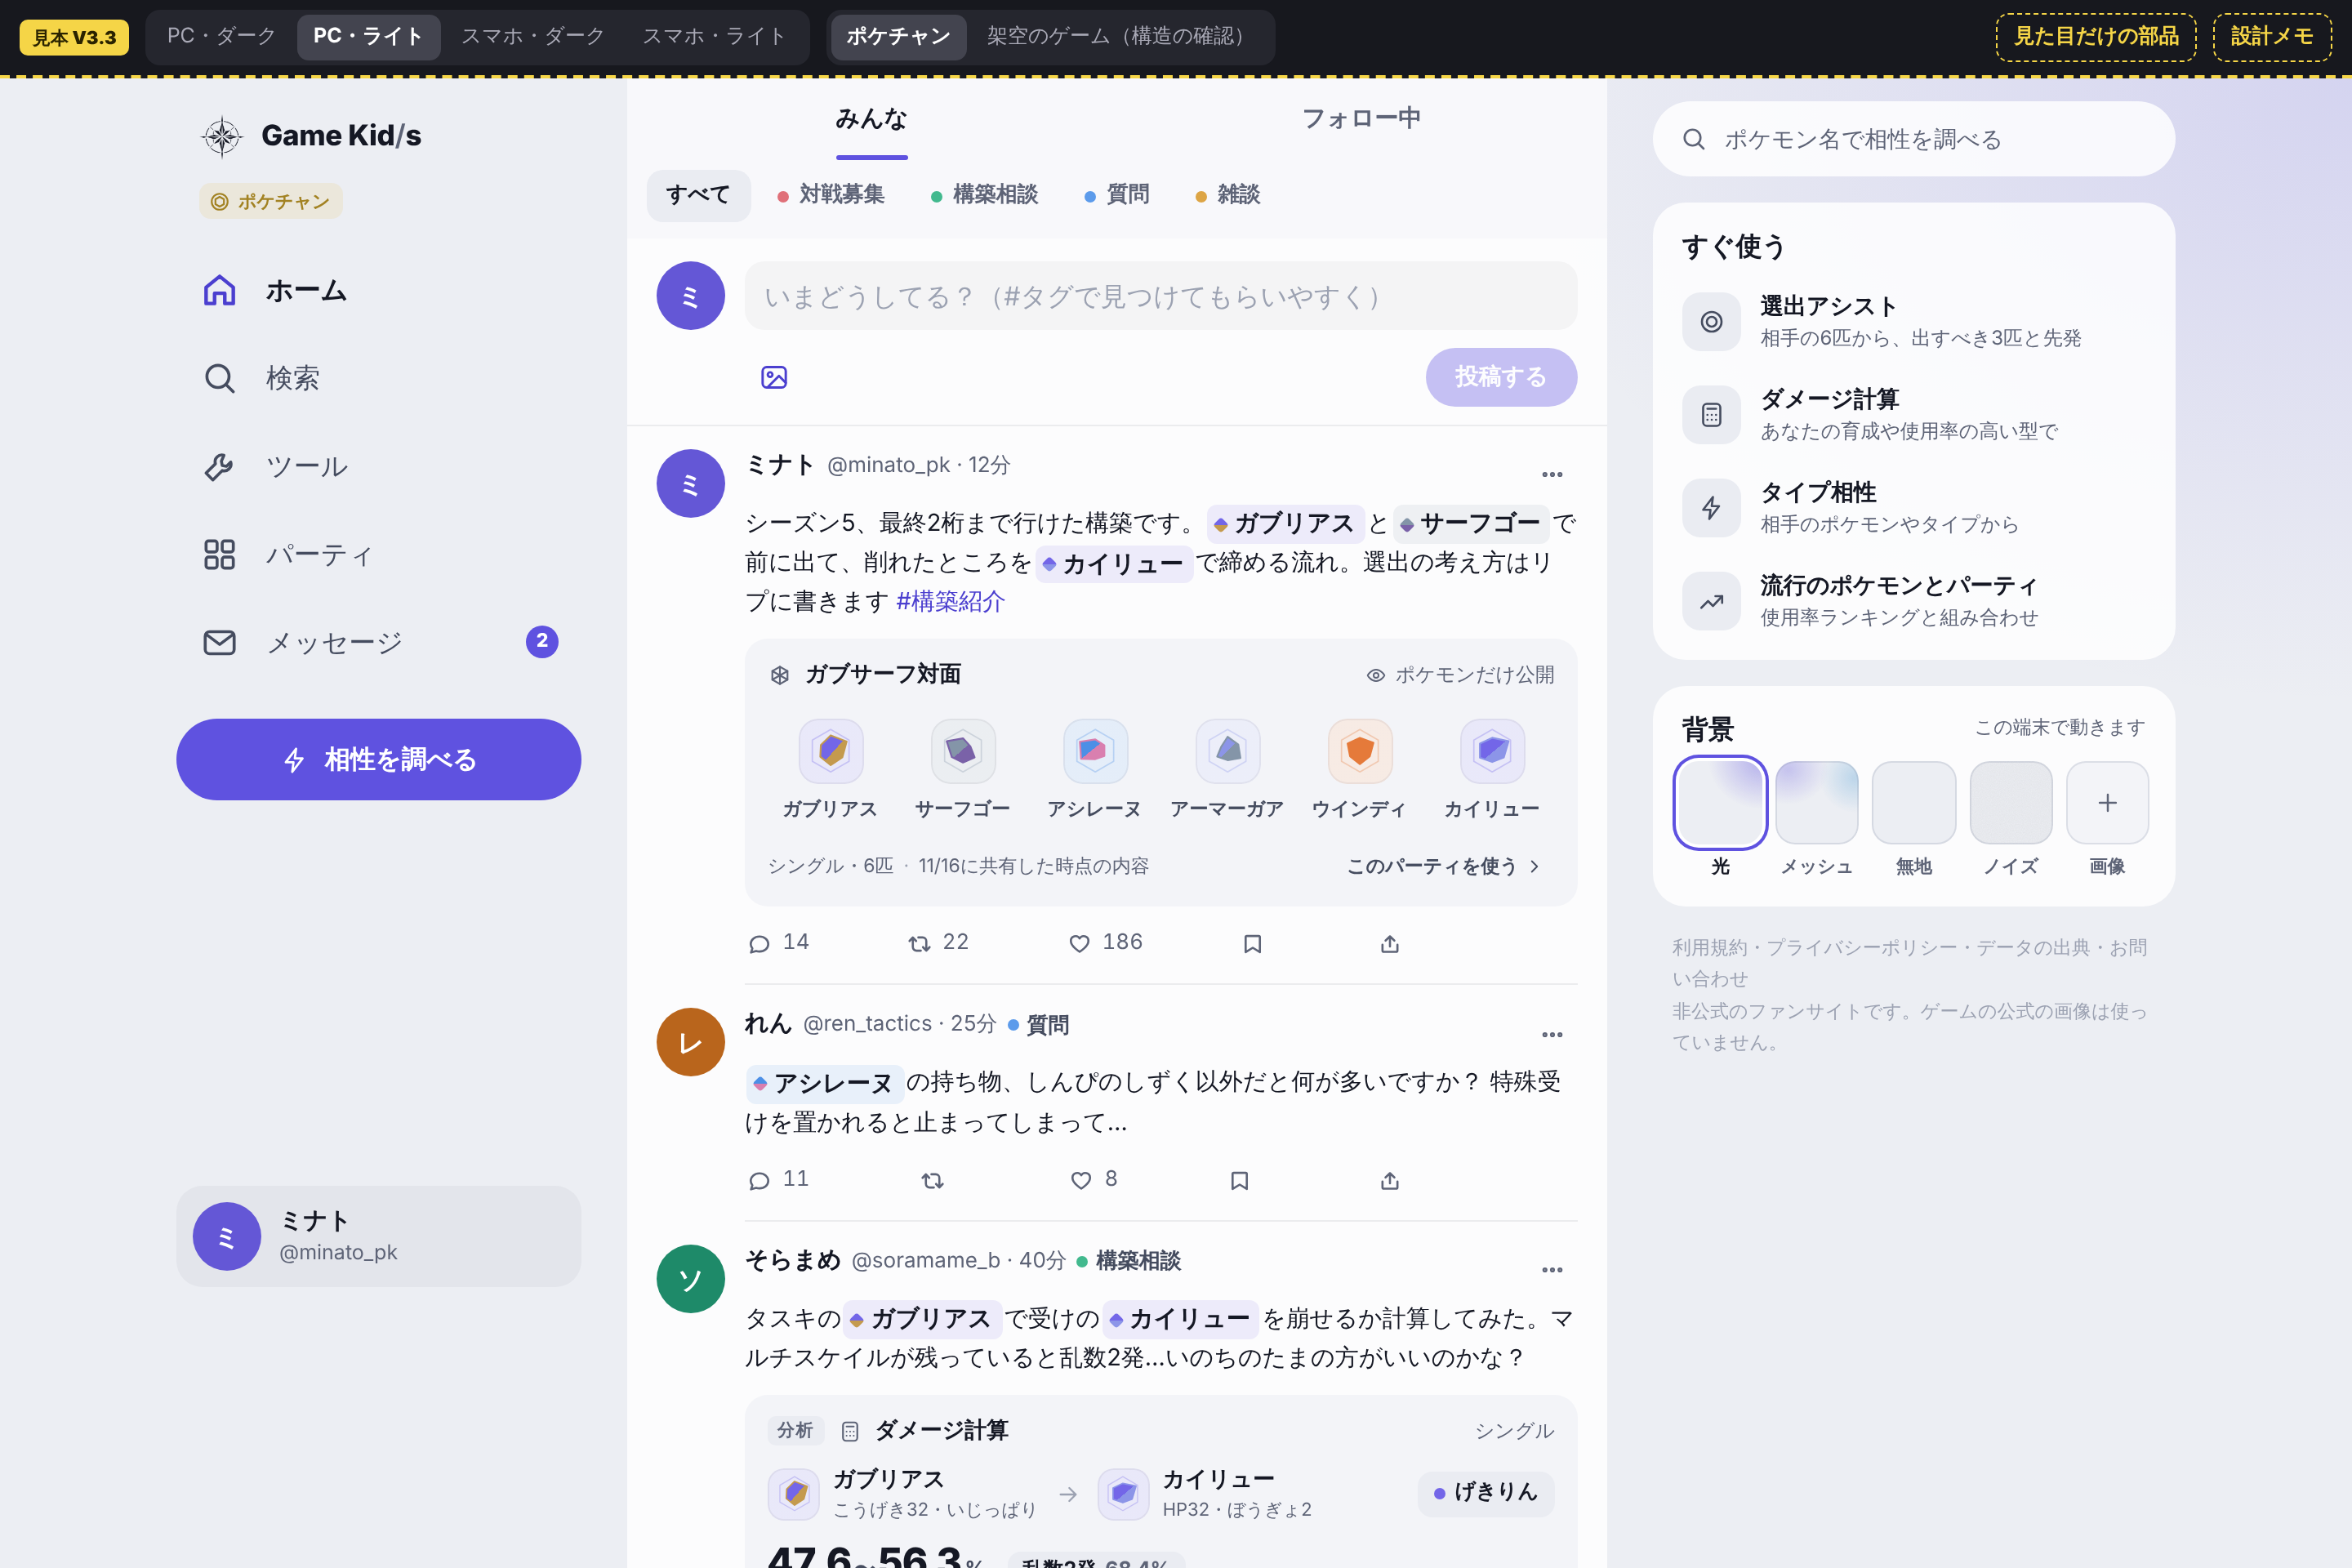 見本 V3.3
PC・ダーク
PC・ライト
スマホ・ダーク
スマホ・ライト
ポケチャン
架空のゲーム（構造の確認）
見た目だけの部品
設計メモ
Game Kid/s
ポケチャン
ホーム
検索
ツール
パーティ
メッセージ
2
相性を調べる
ミ
ミナト
@minato_pk
みんな
フォロー中
すべて
対戦募集
構築相談
質問
雑談
ミ
いまどうしてる？（#タグで見つけてもらいやすく）
投稿する
ミ
ミナト @minato_pk · 12分
シーズン5、最終2桁まで行けた構築です。ガブリアスとサーフゴーで
前に出て、削れたところをカイリューで締める流れ。選出の考え方はリ
プに書きます #構築紹介
ガブサーフ対面
ポケモンだけ公開
ガブリアス
サーフゴー
アシレーヌ
アーマーガア
ウインディ
カイリュー
シングル・6匹 · 11/16に共有した時点の内容
このパーティを使う
14
22
186
レ
れん @ren_tactics · 25分 質問
アシレーヌの持ち物、しんぴのしずく以外だと何が多いですか？ 特殊受
けを置かれると止まってしまって…
11
8
ソ
そらまめ @soramame_b · 40分 構築相談
タスキのガブリアスで受けのカイリューを崩せるか計算してみた。マ
ルチスケイルが残っていると乱数2発…いのちのたまの方がいいのかな？
分析
ダメージ計算
シングル
ガブリアス
こうげき32・いじっぱり
カイリュー
HP32・ぼうぎょ2
げきりん
47.6~56.3%
乱数2発 68.4%
ポケモン名で相性を調べる
すぐ使う
選出アシスト
相手の6匹から、出すべき3匹と先発
ダメージ計算
あなたの育成や使用率の高い型で
タイプ相性
相手のポケモンやタイプから
流行のポケモンとパーティ
使用率ランキングと組み合わせ
背景
この端末で動きます
光
メッシュ
無地
ノイズ
画像
利用規約・プライバシーポリシー・データの出典・お問
い合わせ
非公式のファンサイトです。ゲームの公式の画像は使っ
ていません。